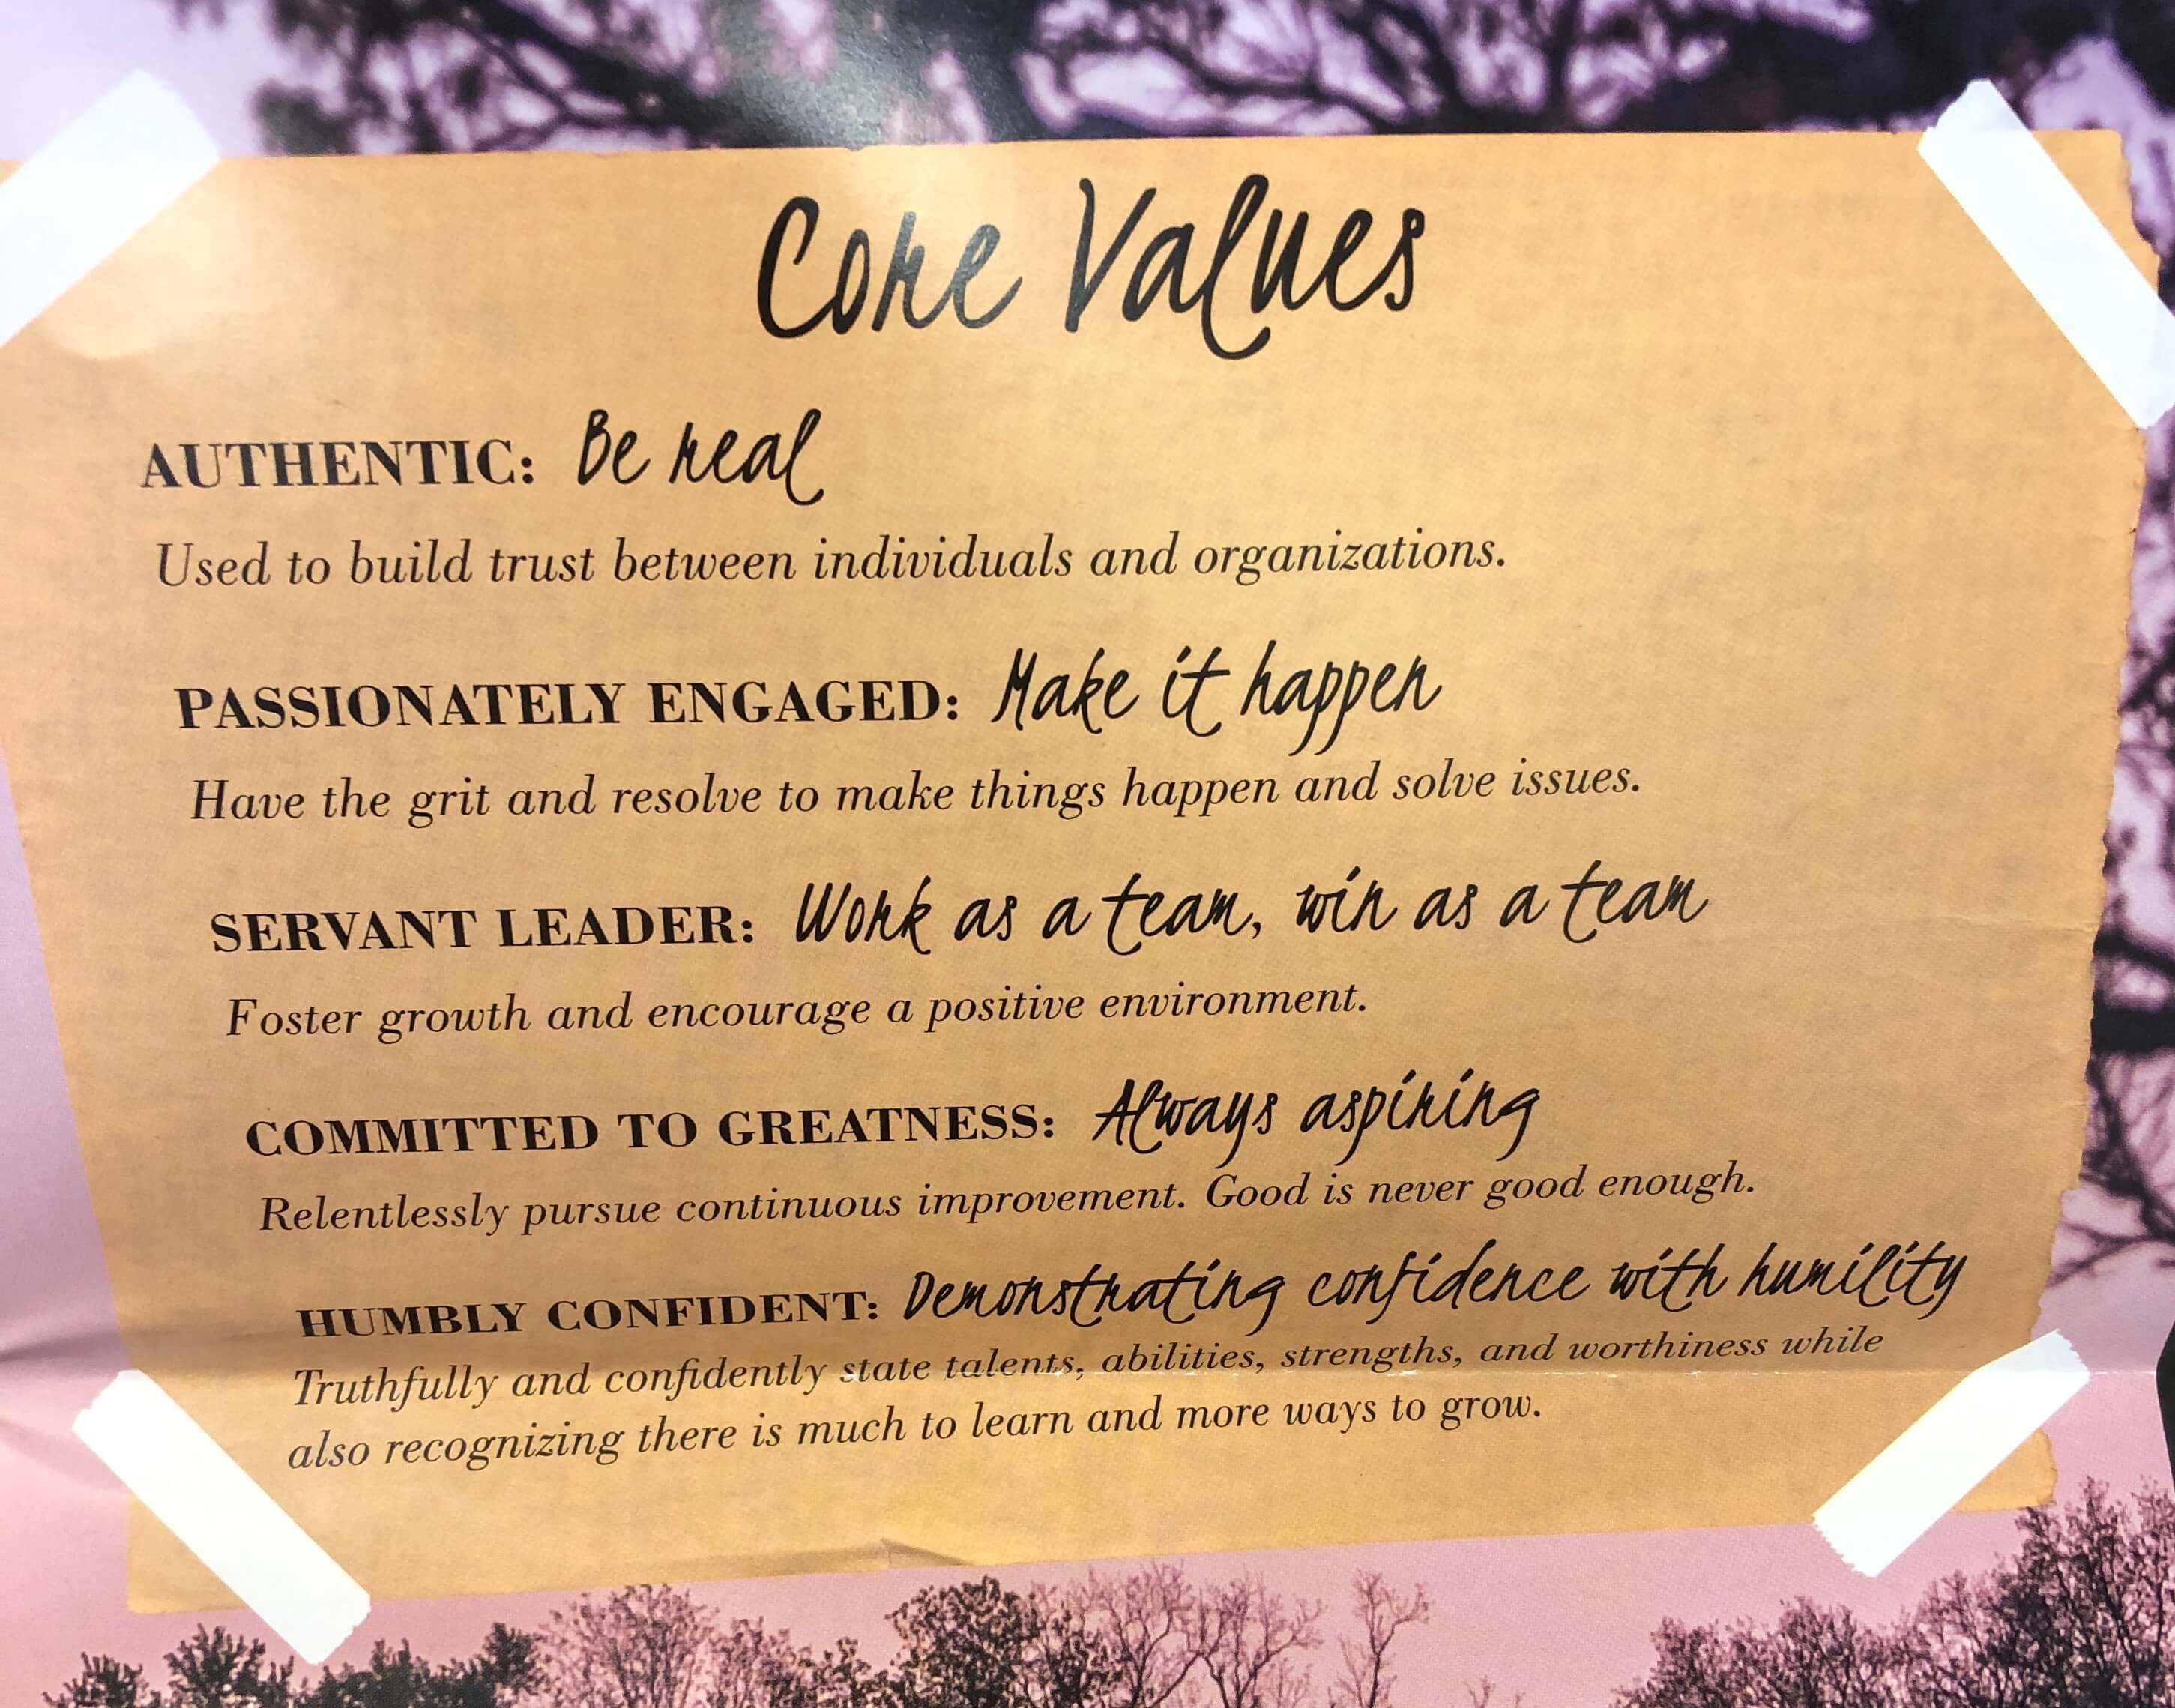 Core Values
AUTHENTIC: Be real
Used to build trust between individuals and organizations.
PASSIONATELY ENGAGED: Make it happen
Have the grit and resolve to make things happen and solve issues.
SERVANT LEADER: Work as a team, win as a team
Foster growth and encourage a positive environment.
COMMITTED TO GREATNESS: Always aspiring
Relentlessly pursue continuous improvement. Good is never good enough.
HUMBLY CONFIDENT: Demonstrating confidence with humility
Truthfully and confidently state talents, abilities, strengths, and worthiness while
also recognizing there is much to learn and more ways to grow.